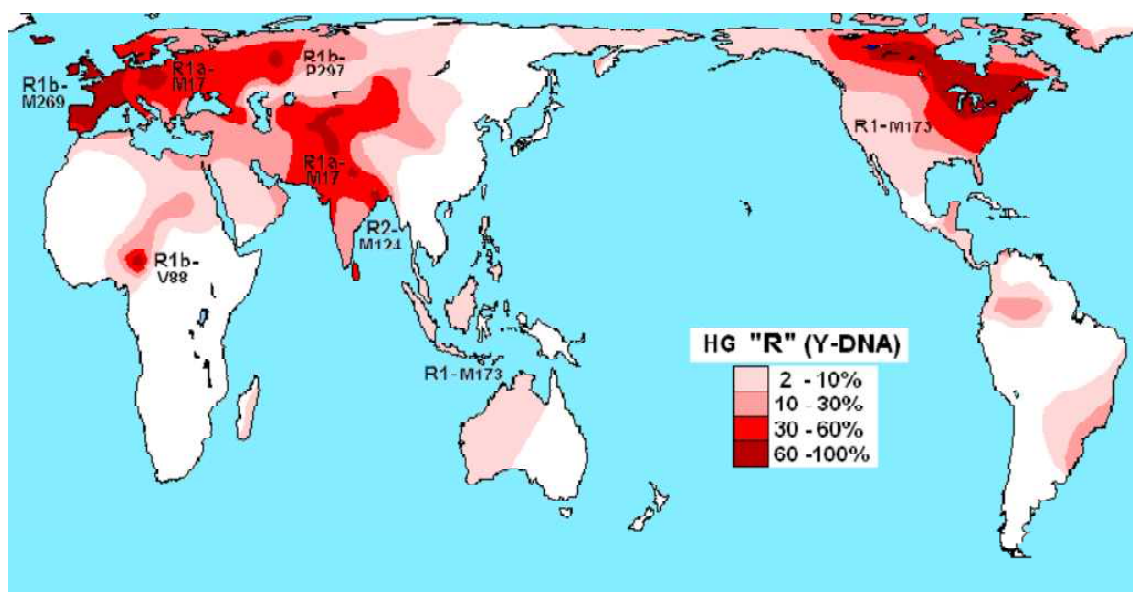 R1b-
P297
R1a-
M17
R1b-
M269
R1-M173
R1a-
M17
R2-
M124
R1b-
V88
HG "R" (Y-DNA)
2 -10%
10 -30%
30 -60%
60 -100%
R1-M173